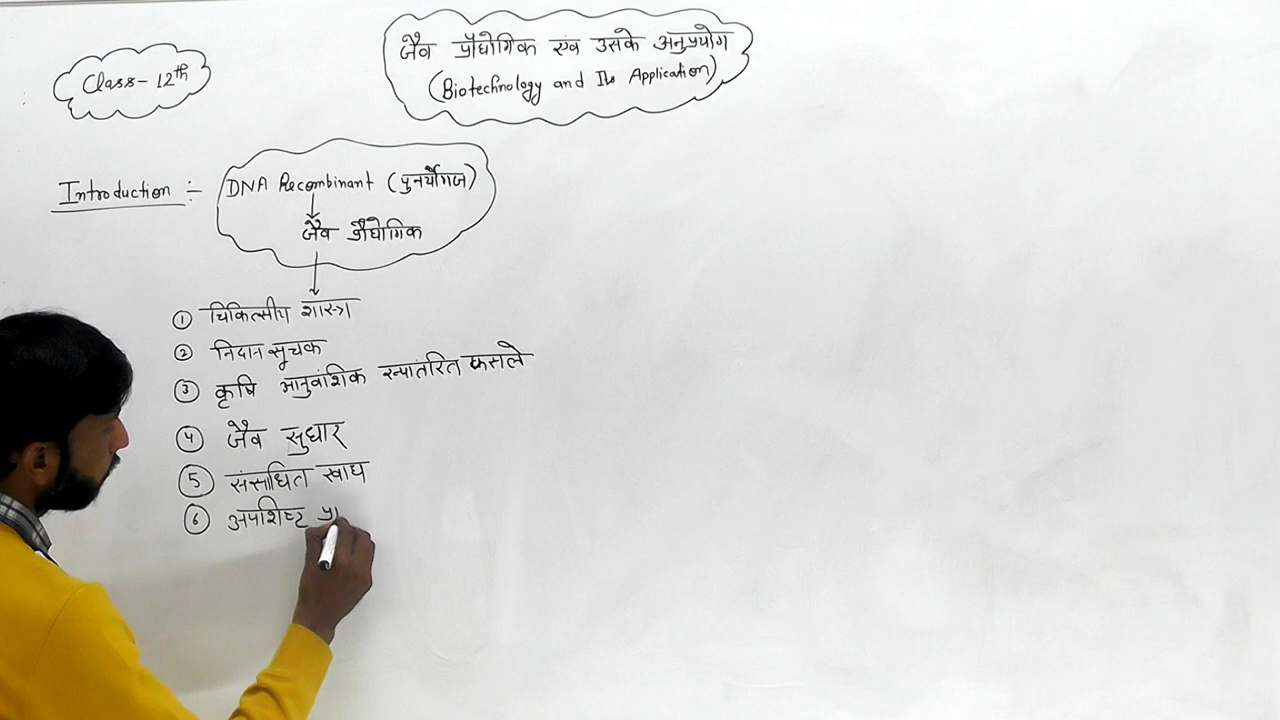 Class-12th
जैव प्रौद्योगिक एंव उसके अनुप्रयोग
(Biotechnology and Its Application)
Introduction :- DNA Recombinant (पुनर्योगज)
जैव प्रौद्योगिक
① चिकित्सीय शास्त्र
② निदान सूचक
③ कृषि आनुवांशिक रूपांतरित फसले
④ जैव सुधार
⑤ संसाधित खाद्य
⑥ अपशिष्ट प्र